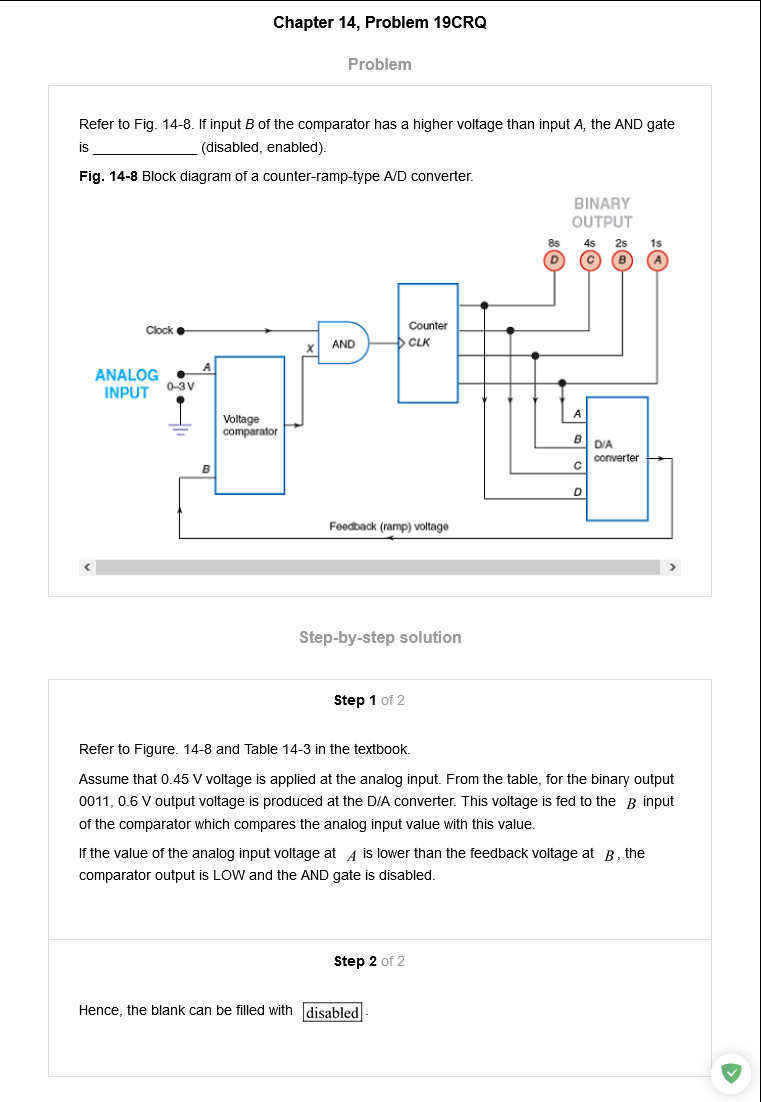 Chapter 14, Problem 19CRQ
Problem
Refer to Fig. 14-8. If input B of the comparator has a higher voltage than input A, the AND gate
is ______________ (disabled, enabled).
Fig. 14-8 Block diagram of a counter-ramp-type A/D converter.
BINARY
OUTPUT
8s 4s 2s 1s
D C B A
Clock
Counter
CLK
X
AND
A
ANALOG
INPUT
0–3 V
Voltage
comparator
B
A
B
C
D
D/A
converter
Feedback (ramp) voltage
Step-by-step solution
Step 1 of 2
Refer to Figure. 14-8 and Table 14-3 in the textbook.
Assume that 0.45 V voltage is applied at the analog input. From the table, for the binary output
0011, 0.6 V output voltage is produced at the D/A converter. This voltage is fed to the B input
of the comparator which compares the analog input value with this value.
If the value of the analog input voltage at A is lower than the feedback voltage at B, the
comparator output is LOW and the AND gate is disabled.
Step 2 of 2
Hence, the blank can be filled with disabled.